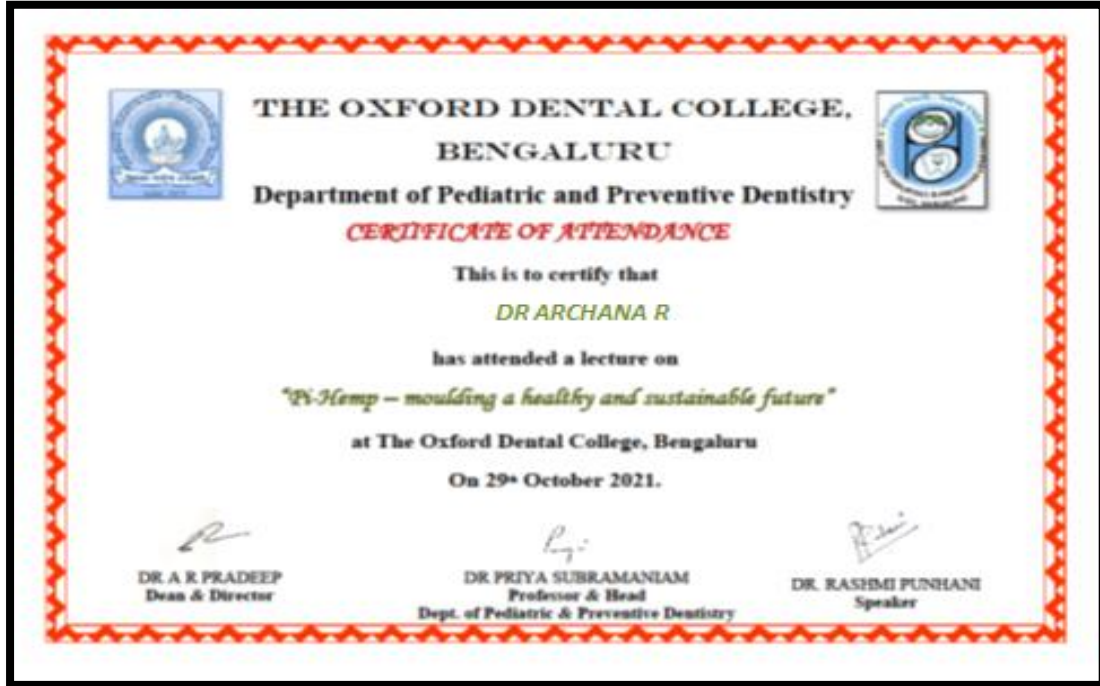 THE OXFORD DENTAL COLLEGE,
BENGALURU
Department of Pediatric and Preventive Dentistry
CERTIFICATE OF ATTENDANCE
This is to certify that
DR ARCHANA R
has attended a lecture on
"Pi-Hemp – moulding a healthy and sustainable future"
at The Oxford Dental College, Bengaluru
On 29th October 2021.
DR. A R PRADEEP
Dean & Director
DR PRIYA SUBRAMANIAM
Professor & Head
Dept. of Pediatric & Preventive Dentistry
DR. RASHMI PUNHANI
Speaker